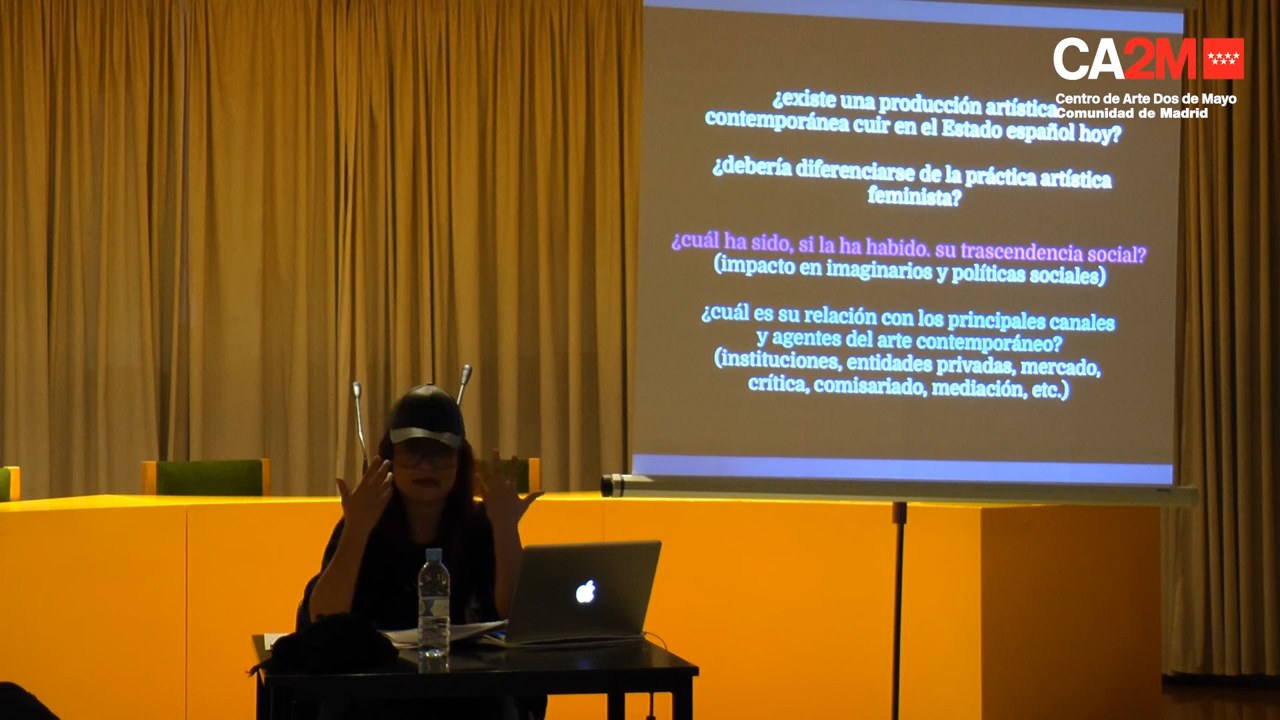 CA2M
Centro de Arte Dos de Mayo
Comunidad de Madrid
¿existe una producción artística
contemporánea cuir en el Estado español hoy?
¿debería diferenciarse de la práctica artística
feminista?
¿cuál ha sido, si la ha habido. su trascendencia social?
(impacto en imaginarios y políticas sociales)
¿cuál es su relación con los principales canales
y agentes del arte contemporáneo?
(instituciones, entidades privadas, mercado,
crítica, comisariado, mediación, etc.)